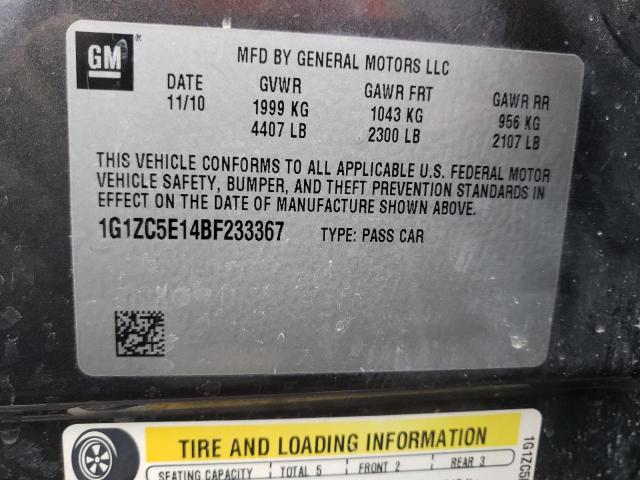 GM
MFD BY GENERAL MOTORS LLC
DATE GVWR GAWR FRT GAWR RR
11/10 1999 KG 1043 KG 956 KG
4407 LB 2300 LB 2107 LB
THIS VEHICLE CONFORMS TO ALL APPLICABLE U.S. FEDERAL MOTOR
VEHICLE SAFETY, BUMPER, AND THEFT PREVENTION STANDARDS IN
EFFECT ON THE DATE OF MANUFACTURE SHOWN ABOVE.
1G1ZC5E14BF233367 TYPE: PASS CAR
TIRE AND LOADING INFORMATION
SEATING CAPACITY TOTAL 5 FRONT 2 REAR 3
1G1ZC5